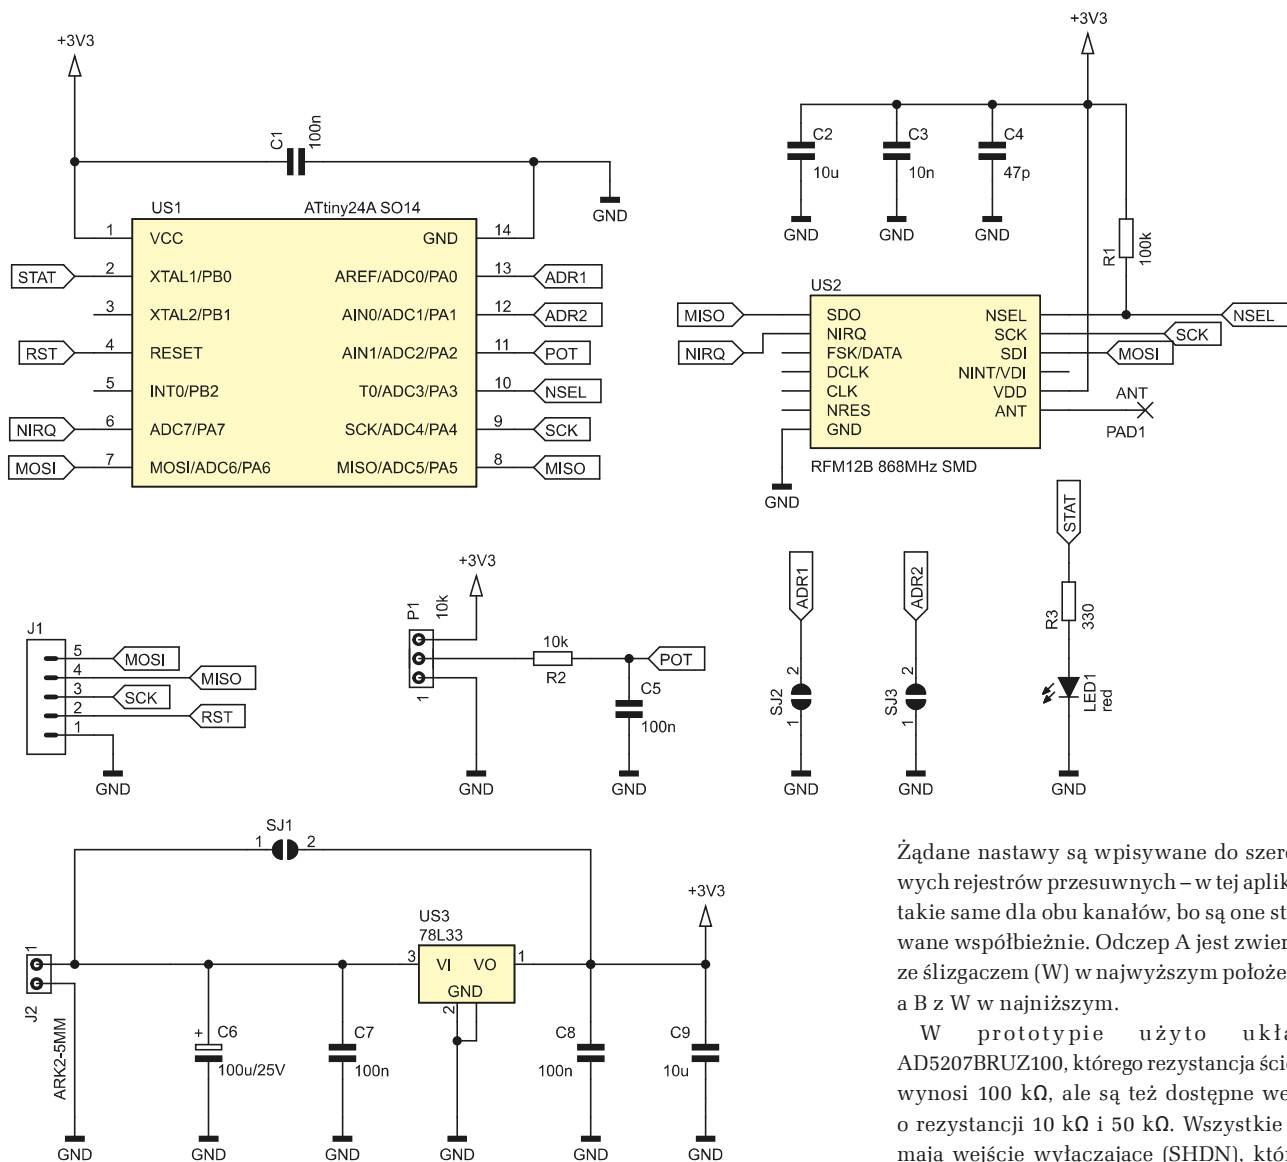 +3V3
C1
100n
GND
US1
ATtiny24A SO14
1 VCC GND 14
STAT 2 XTAL1/PB0 AREF/ADC0/PA0 13 ADR1
3 XTAL2/PB1 AIN0/ADC1/PA1 12 ADR2
RST 4 RESET AIN1/ADC2/PA2 11 POT
5 INT0/PB2 T0/ADC3/PA3 10 NSEL
NIRQ 6 ADC7/PA7 SCK/ADC4/PA4 9 SCK
MOSI 7 MOSI/ADC6/PA6 MISO/ADC5/PA5 8 MISO
+3V3
C2
10u
C3
10n
C4
47p
GND
GND
GND
R1
100k
US2
MISO SDO NSEL NSEL
NIRQ NIRQ SCK SCK
FSK/DATA SDI MOSI
DCLK NINT/VDI
CLK VDD
NRES ANT ANT
GND PAD1
RFM12B 868MHz SMD
GND
J1
5 MOSI
4 MISO
3 SCK
2 RST
1
GND
+3V3
P1
10k
1
10k
R2
POT
C5
100n
GND
GND
ADR1
2
SJ2
1
GND
ADR2
2
SJ3
1
GND
STAT
R3
330
LED1
red
GND
SJ1
1 2
+3V3
US3
78L33
3 VI VO 1
GND
2
1
J2
ARK2-5MM
+ C6
100u/25V
C7
100n
C8
100n
C9
10u
GND
GND
GND
GND
GND
GND
Żądane nastawy są wpisywane do szere
wych rejestrów przesuwnych – w tej aplik
takie same dla obu kanałów, bo są one st
wane współbieżnie. Odczep A jest zwier
ze ślizgaczem (W) w najwyższym położe
a B z W w najniższym.
W prototypie użyto ukła
AD5207BRUZ100, którego rezystancja ście
wynosi 100 kΩ, ale są też dostępne we
o rezystancji 10 kΩ i 50 kΩ. Wszystkie
mają wejście wyłączające (SHDN), któ